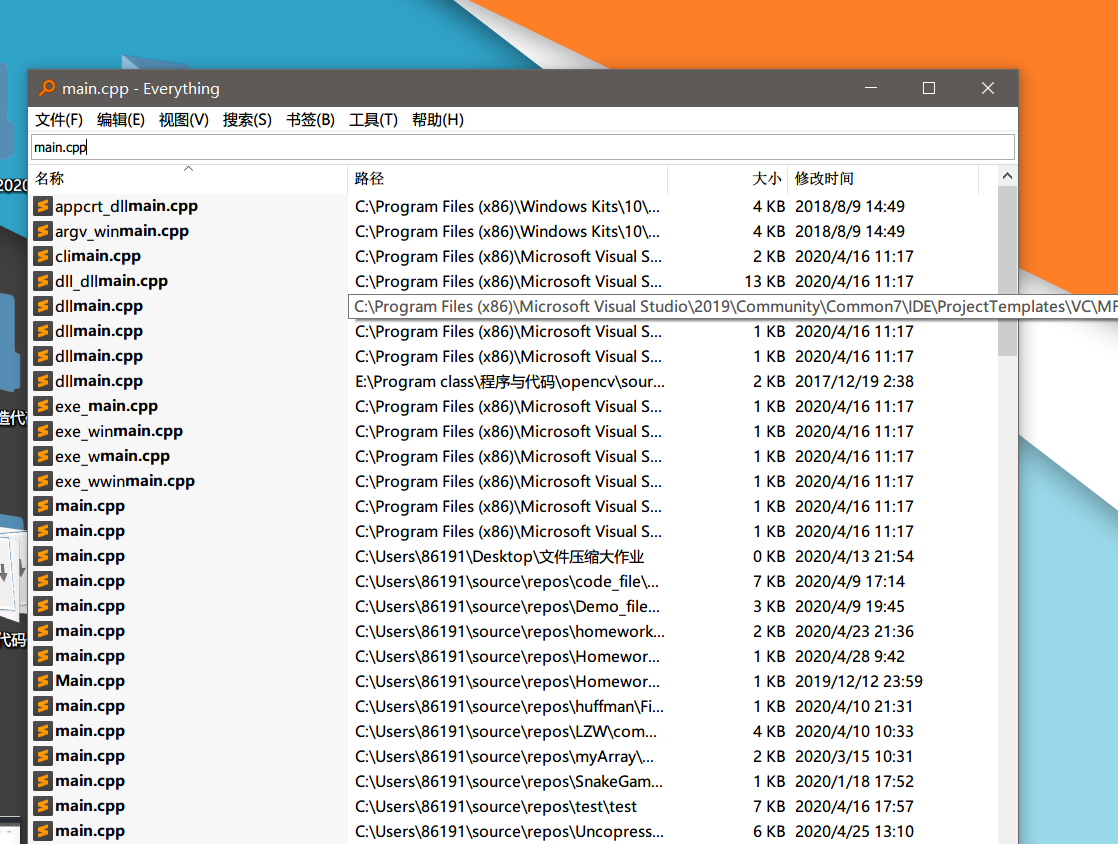 main.cpp - Everything
文件(F) 编辑(E) 视图(V) 搜索(S) 书签(B) 工具(T) 帮助(H)
main.cpp
名称 路径 大小 修改时间
appcrt_dllmain.cpp C:\Program Files (x86)\Windows Kits\10\... 4 KB 2018/8/9 14:49
argv_winmain.cpp C:\Program Files (x86)\Windows Kits\10\... 4 KB 2018/8/9 14:49
climain.cpp C:\Program Files (x86)\Microsoft Visual S... 2 KB 2020/4/16 11:17
dll_dllmain.cpp C:\Program Files (x86)\Microsoft Visual S... 13 KB 2020/4/16 11:17
dllmain.cpp C:\Program Files (x86)\Microsoft Visual Studio\2019\Community\Common7\IDE\ProjectTemplates\VC\MF
dllmain.cpp C:\Program Files (x86)\Microsoft Visual S... 1 KB 2020/4/16 11:17
dllmain.cpp C:\Program Files (x86)\Microsoft Visual S... 1 KB 2020/4/16 11:17
dllmain.cpp E:\Program class\程序与代码\opencv\sour... 2 KB 2017/12/19 2:38
exe_main.cpp C:\Program Files (x86)\Microsoft Visual S... 1 KB 2020/4/16 11:17
exe_winmain.cpp C:\Program Files (x86)\Microsoft Visual S... 1 KB 2020/4/16 11:17
exe_wmain.cpp C:\Program Files (x86)\Microsoft Visual S... 1 KB 2020/4/16 11:17
exe_wwinmain.cpp C:\Program Files (x86)\Microsoft Visual S... 1 KB 2020/4/16 11:17
main.cpp C:\Program Files (x86)\Microsoft Visual S... 1 KB 2020/4/16 11:17
main.cpp C:\Program Files (x86)\Microsoft Visual S... 1 KB 2020/4/16 11:17
main.cpp C:\Users\86191\Desktop\文件压缩大作业 0 KB 2020/4/13 21:54
main.cpp C:\Users\86191\source\repos\code_file\... 7 KB 2020/4/9 17:14
main.cpp C:\Users\86191\source\repos\Demo_file... 3 KB 2020/4/9 19:45
main.cpp C:\Users\86191\source\repos\homework... 2 KB 2020/4/23 21:36
main.cpp C:\Users\86191\source\repos\Homewor... 1 KB 2020/4/28 9:42
Main.cpp C:\Users\86191\source\repos\Homewor... 1 KB 2019/12/12 23:59
main.cpp C:\Users\86191\source\repos\huffman\Fi... 1 KB 2020/4/10 21:31
main.cpp C:\Users\86191\source\repos\LZW\com... 4 KB 2020/4/10 10:33
main.cpp C:\Users\86191\source\repos\myArray\... 2 KB 2020/3/15 10:31
main.cpp C:\Users\86191\source\repos\SnakeGam... 1 KB 2020/1/18 17:52
main.cpp C:\Users\86191\source\repos\test\test 7 KB 2020/4/16 17:57
main.cpp C:\Users\86191\source\repos\Uncopress... 6 KB 2020/4/25 13:10
2020
造代
代码